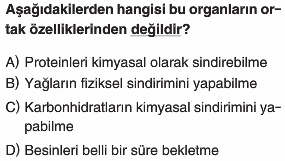 Aşağıdakilerden hangisi bu organların or-
tak özelliklerinden değildir?
A) Proteinleri kimyasal olarak sindirebilme
B) Yağların fiziksel sindirimini yapabilme
C) Karbonhidratların kimyasal sindirimini ya-
pabilme
D) Besinleri belli bir süre bekletme